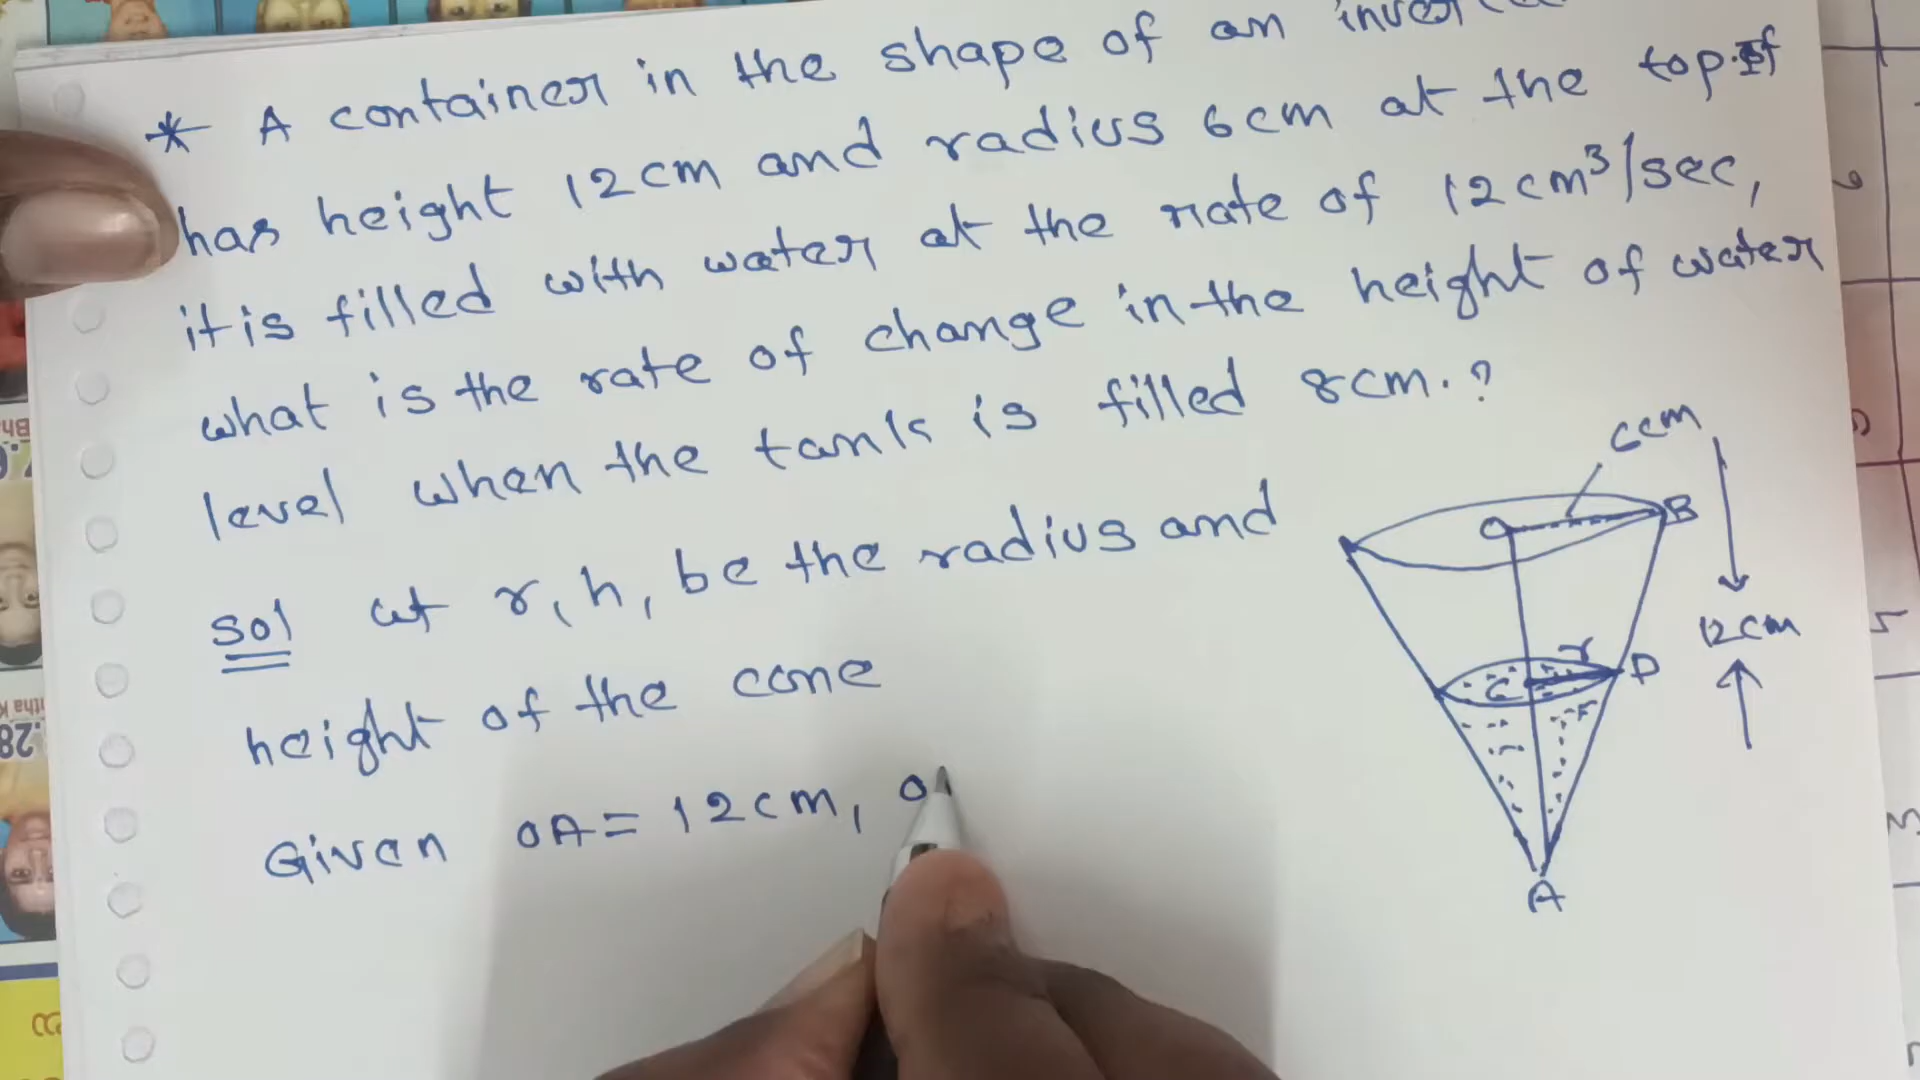 * A container in the shape of an
has height 12cm and radius 6cm at the top. If
it is filled with water at the rate of 12cm³/sec,
what is the rate of change in the height of water
level when the tank is filled 8cm.?
Sol let r, h, be the radius and
height of the cone
Given OA = 12cm, O
6cm
O
B
12cm
r
C
D
A